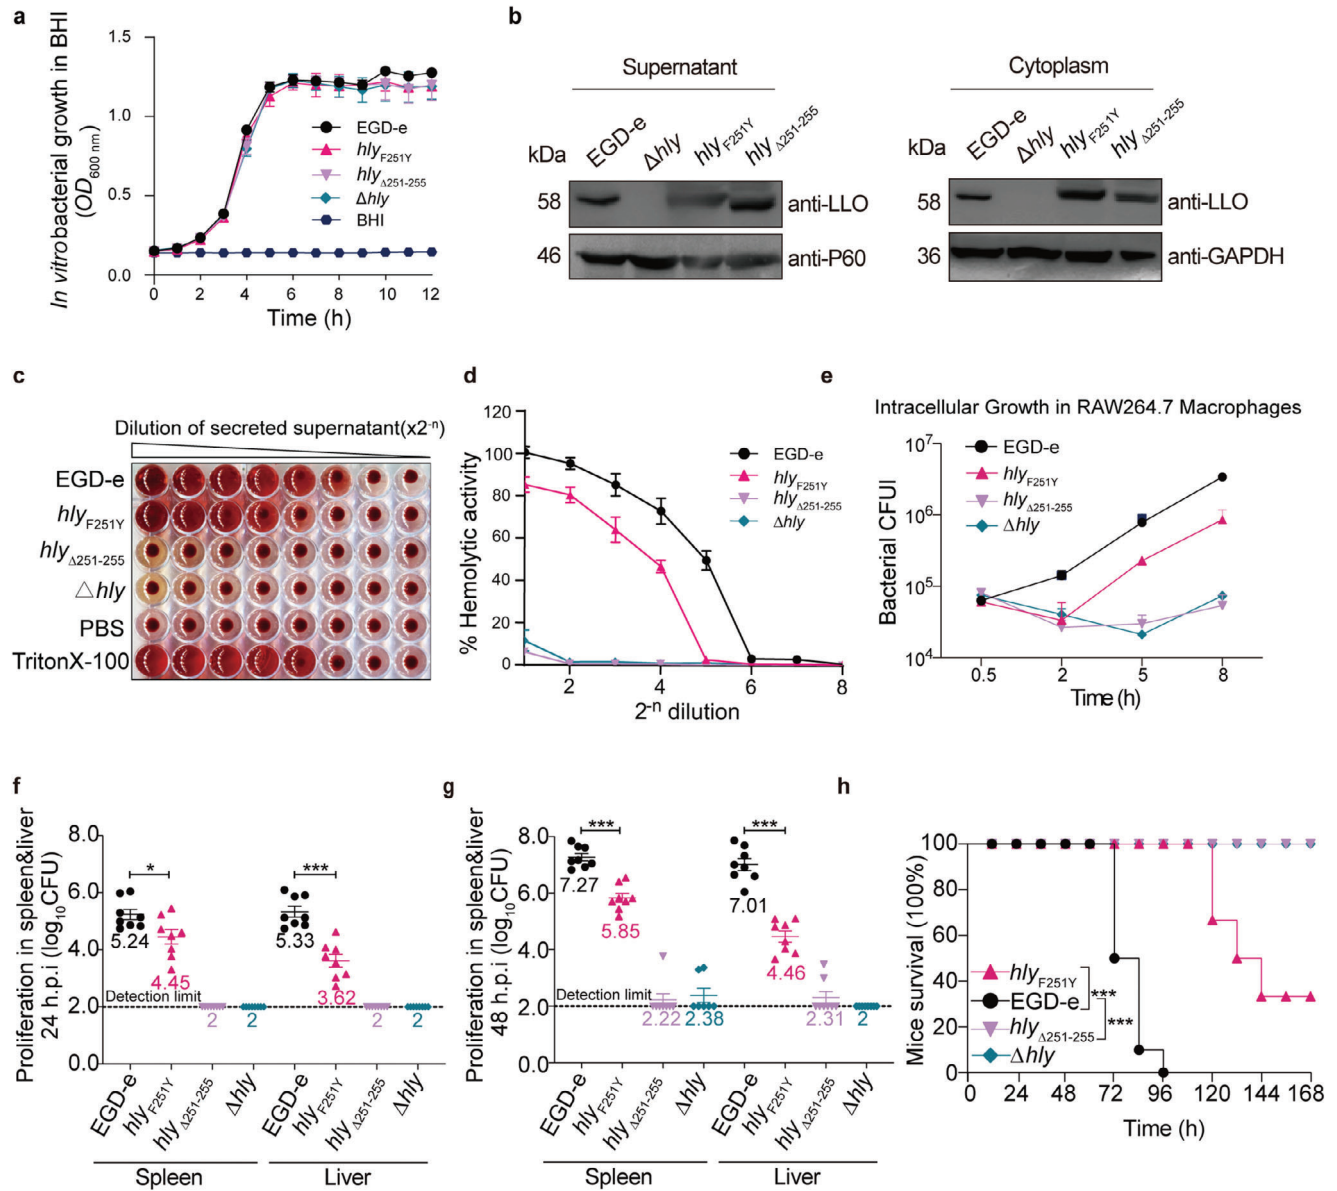 a
In vitro bacterial growth in BHI
(OD600 nm)
1.5
1.0
0.5
0.0
EGD-e
hlyF251Y
hlyΔ251-255
Δhly
BHI
0 2 4 6 8 10 12
Time (h)
b
Supernatant
Cytoplasm
kDa
EGD-e Δhly hlyF251Y hlyΔ251-255
kDa
EGD-e Δhly hlyF251Y hlyΔ251-255
58 anti-LLO
46 anti-P60
58 anti-LLO
36 anti-GAPDH
c
Dilution of secreted supernatant(x2-n)
EGD-e
hlyF251Y
hlyΔ251-255
△hly
PBS
TritonX-100
d
% Hemolytic activity
120
100
80
60
40
20
0
EGD-e
hlyF251Y
hlyΔ251-255
Δhly
2 4 6 8
2-n dilution
e
Intracellular Growth in RAW264.7 Macrophages
Bacterial CFUI
107
106
105
104
EGD-e
hlyF251Y
hlyΔ251-255
Δhly
0.5 2 5 8
Time (h)
f
Proliferation in spleen&liver
24 h.p.i (log10CFU)
8.0
6.0
4.0
2.0
0.0
* ***
5.24
4.45
5.33
3.62
Detection limit
2 2 2 2
EGD-e hlyF251Y hlyΔ251-255 Δhly EGD-e hlyF251Y hlyΔ251-255 Δhly
Spleen Liver
g
Proliferation in spleen&liver
48 h.p.i (log10CFU)
8.0
6.0
4.0
2.0
0.0
*** ***
7.27
5.85
7.01
4.46
Detection limit
2.22 2.38 2.31 2
EGD-e hlyF251Y hlyΔ251-255 Δhly EGD-e hlyF251Y hlyΔ251-255 Δhly
Spleen Liver
h
Mice survival (100%)
100
80
60
40
20
0
hlyF251Y
EGD-e
hlyΔ251-255
Δhly
***
***
0 24 48 72 96 120 144 168
Time (h)